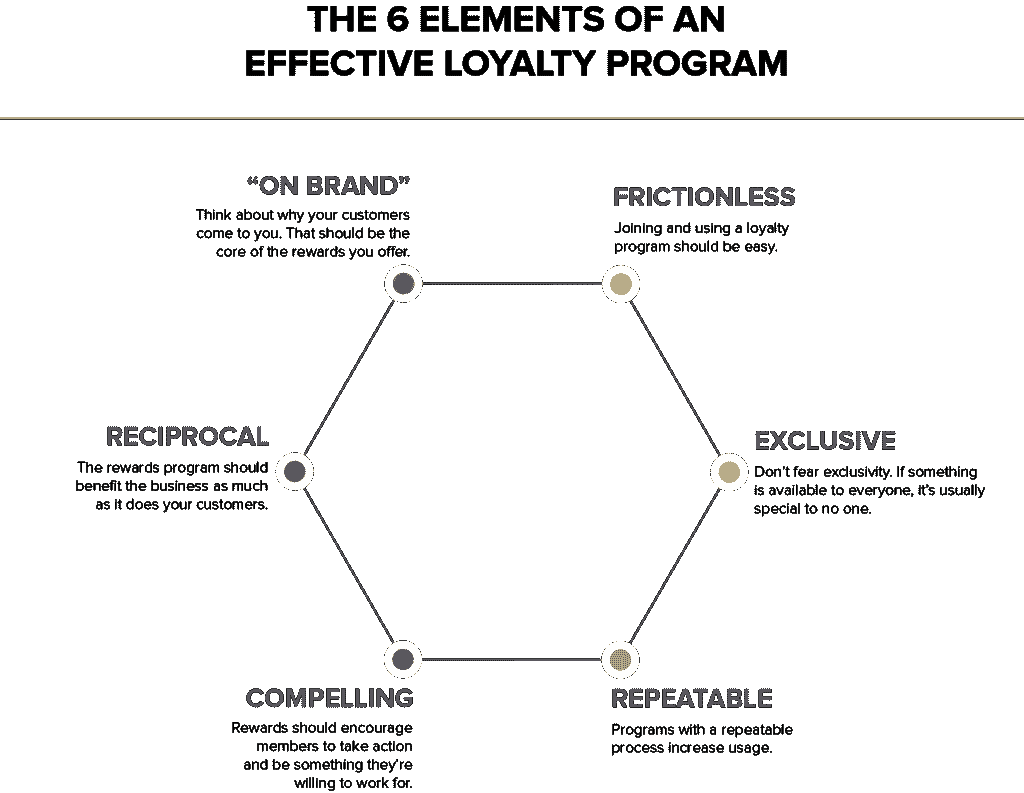 THE 6 ELEMENTS OF AN
EFFECTIVE LOYALTY PROGRAM
“ON BRAND”
Think about why your customers
come to you. That should be the
core of the rewards you offer.
FRICTIONLESS
Joining and using a loyalty
program should be easy.
RECIPROCAL
The rewards program should
benefit the business as much
as it does your customers.
EXCLUSIVE
Don’t fear exclusivity. If something
is available to everyone, it’s usually
special to no one.
COMPELLING
Rewards should encourage
members to take action
and be something they’re
willing to work for.
REPEATABLE
Programs with a repeatable
process increase usage.